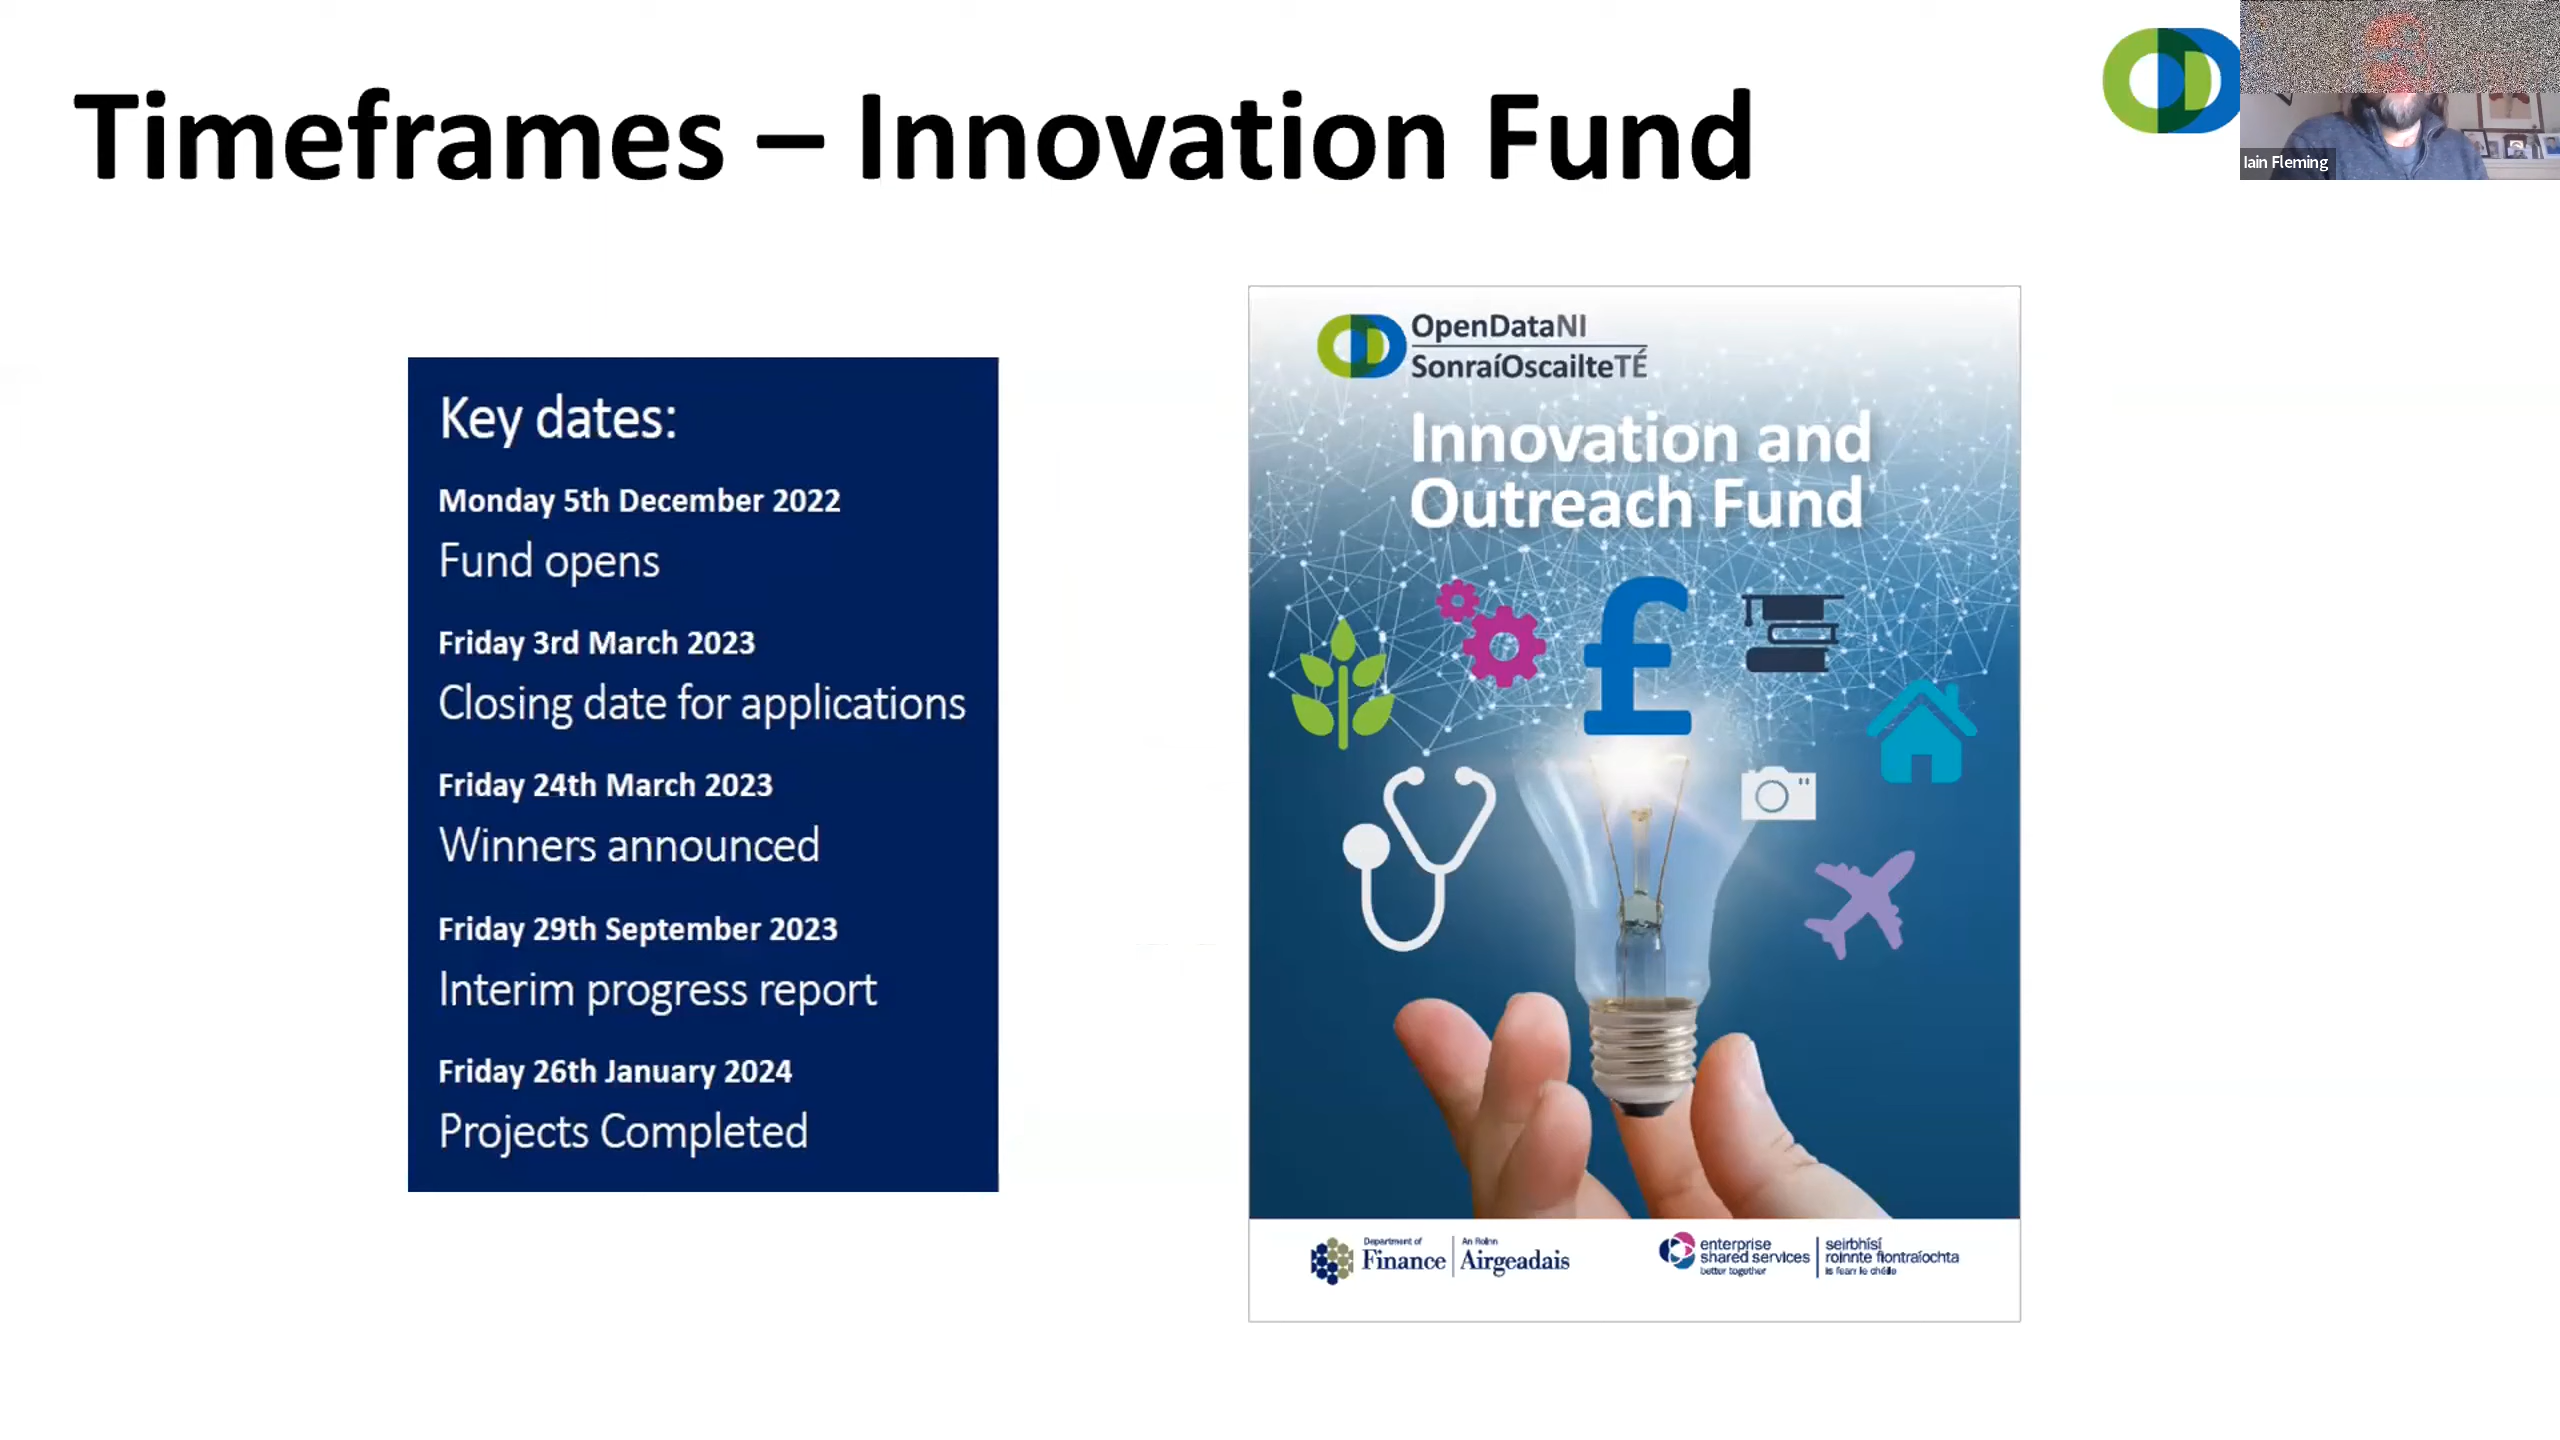 Timeframes – Innovation Fund
Iain Fleming
Key dates:
Monday 5th December 2022
Fund opens
Friday 3rd March 2023
Closing date for applications
Friday 24th March 2023
Winners announced
Friday 29th September 2023
Interim progress report
Friday 26th January 2024
Projects Completed
OpenDataNI
SonraíOscailteTÉ
Innovation and
Outreach Fund
£
Department of
Finance
An Roinn
Airgeadais
enterprise
shared services
better together
seirbhísí
roinnte fiontraíochta
is fearr le chéile